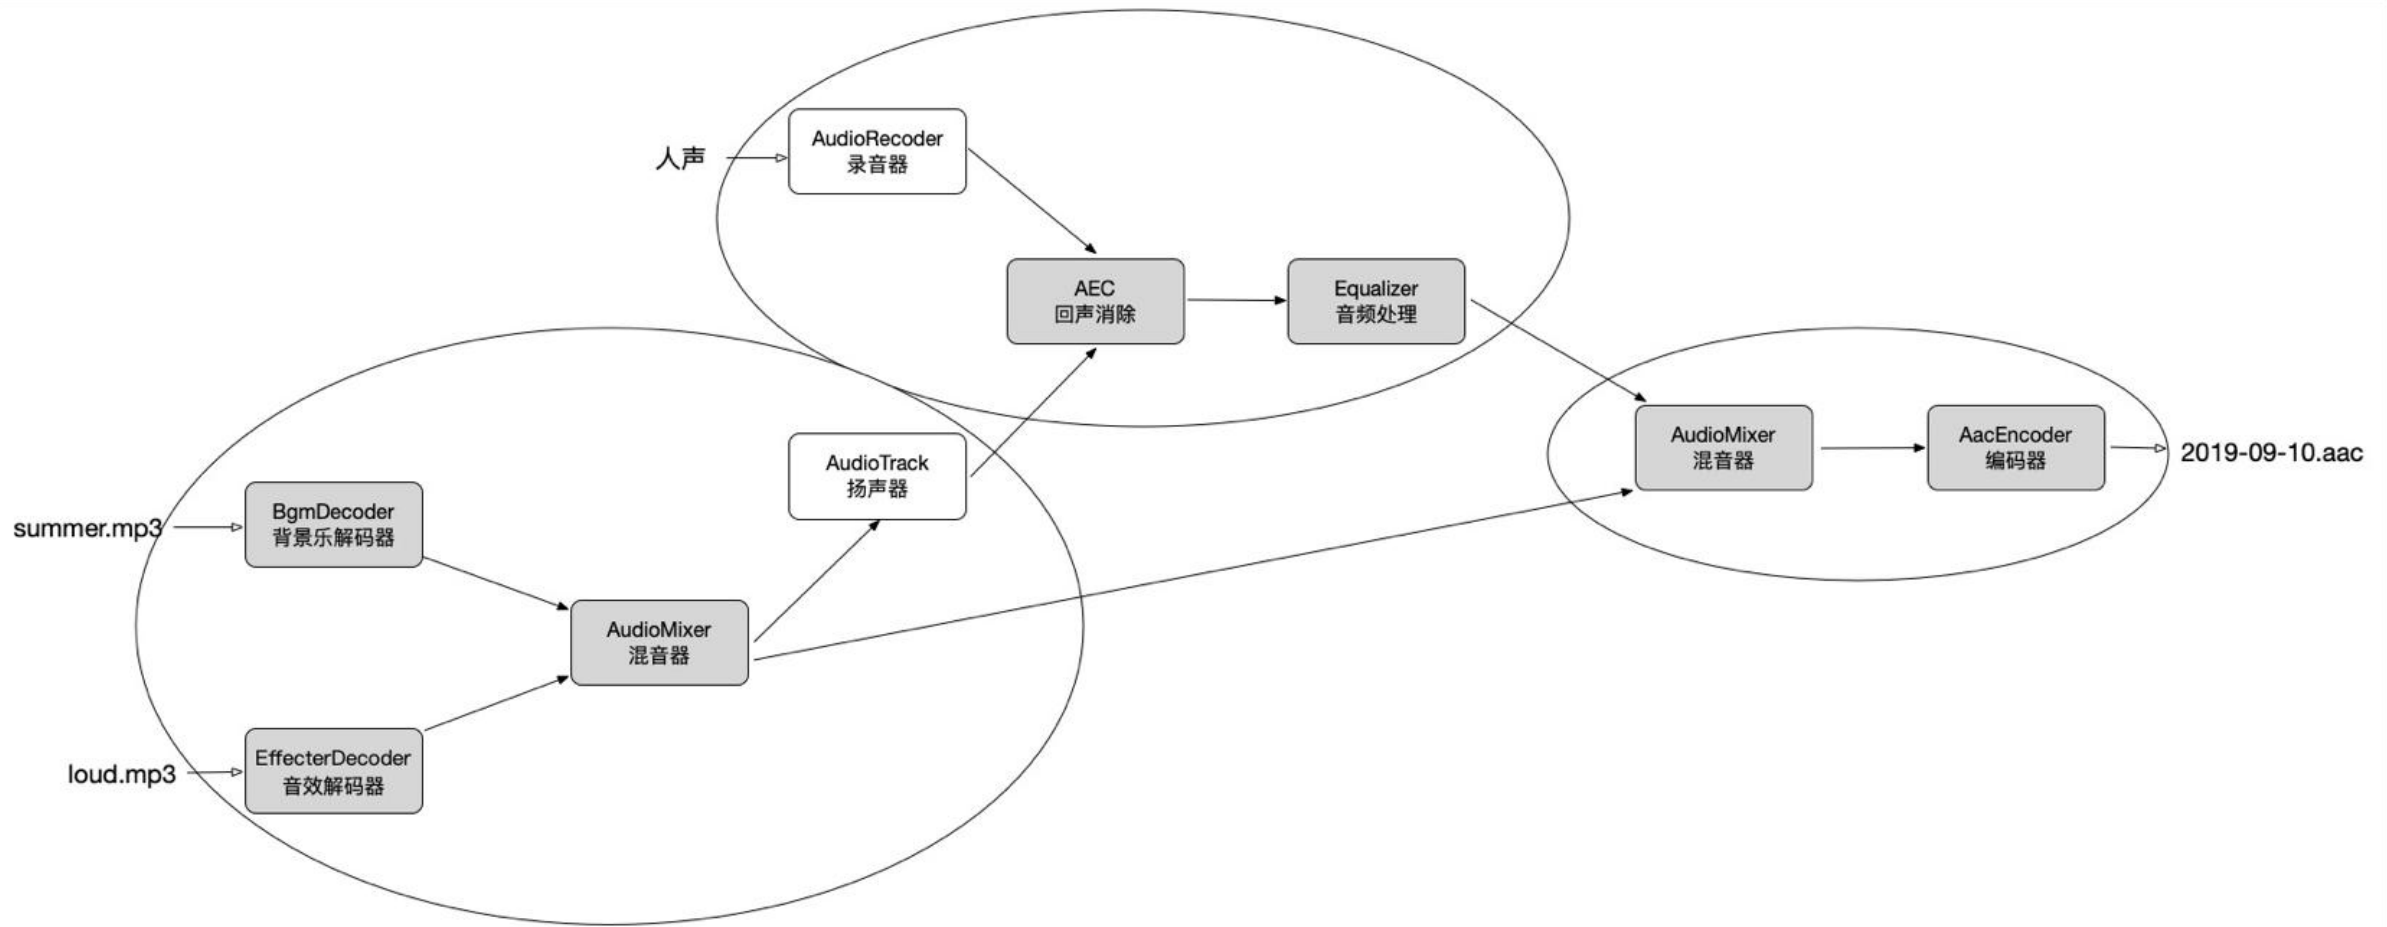 人声
AudioRecoder
录音器
AEC
回声消除
Equalizer
音频处理
AudioTrack
扬声器
AudioMixer
混音器
AacEncoder
编码器
2019-09-10.aac
summer.mp3
BgmDecoder
背景乐解码器
AudioMixer
混音器
loud.mp3
EffecterDecoder
音效解码器